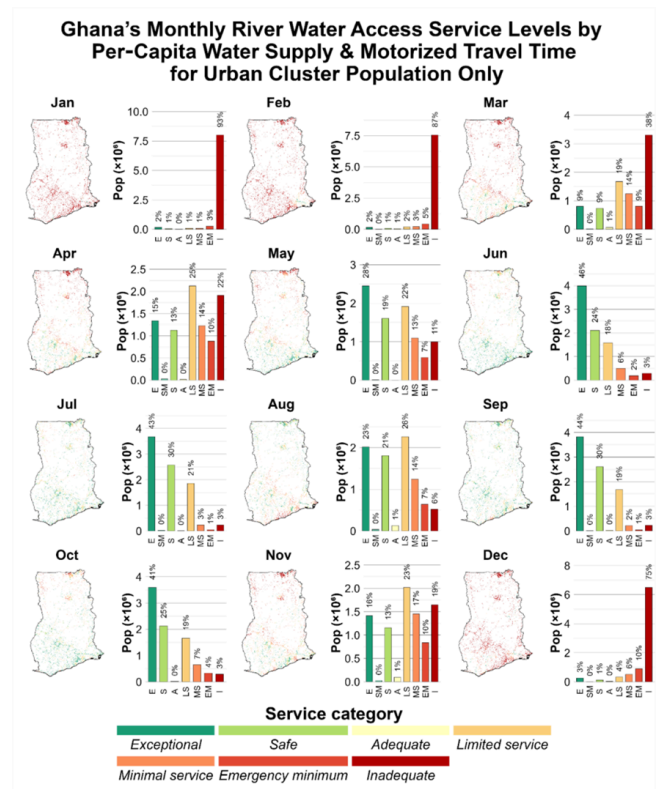 Ghana's Monthly River Water Access Service Levels by
Per-Capita Water Supply & Motorized Travel Time
for Urban Cluster Population Only
Jan
Pop (×10⁶)
10.0
7.5
5.0
2.5
0.0
2% 1% 0% 1% 1% 3% 93%
E S A LS MS EM I
Feb
Pop (×10⁶)
7.5
5.0
2.5
0.0
2% 0% 1% 1% 2% 3% 5% 87%
E SM S A LS MS EM I
Mar
Pop (×10⁶)
4
3
2
1
0
9% 0% 9% 1% 19% 14% 9% 38%
E SM S A LS MS EM I
Apr
Pop (×10⁶)
2.5
2.0
1.5
1.0
0.5
0.0
15% 0% 13% 0% 25% 14% 10% 22%
E SM S A LS MS EM I
May
Pop (×10⁶)
3
2
1
0
28% 0% 19% 0% 22% 13% 7% 11%
E SM S A LS MS EM I
Jun
Pop (×10⁶)
4
3
2
1
0
46% 24% 18% 6% 2% 3%
E S LS MS EM I
Jul
Pop (×10⁶)
4
3
2
1
0
43% 0% 30% 0% 21% 3% 1% 3%
E SM S A LS MS EM I
Aug
Pop (×10⁶)
2
1
0
23% 0% 21% 1% 26% 14% 7% 6%
E SM S A LS MS EM I
Sep
Pop (×10⁶)
4
3
2
1
0
44% 0% 30% 0% 19% 2% 1% 3%
E SM S A LS MS EM I
Oct
Pop (×10⁶)
4
3
2
1
0
41% 25% 0% 19% 7% 4% 3%
E S A LS MS EM I
Nov
Pop (×10⁶)
2.5
2.0
1.5
1.0
0.5
0.0
16% 0% 13% 1% 23% 17% 10% 19%
E SM S A LS MS EM I
Dec
Pop (×10⁶)
8
6
4
2
0
3% 0% 1% 0% 4% 6% 10% 75%
E SM S A LS MS EM I
Service category
Exceptional Safe Adequate Limited service
Minimal service Emergency minimum Inadequate